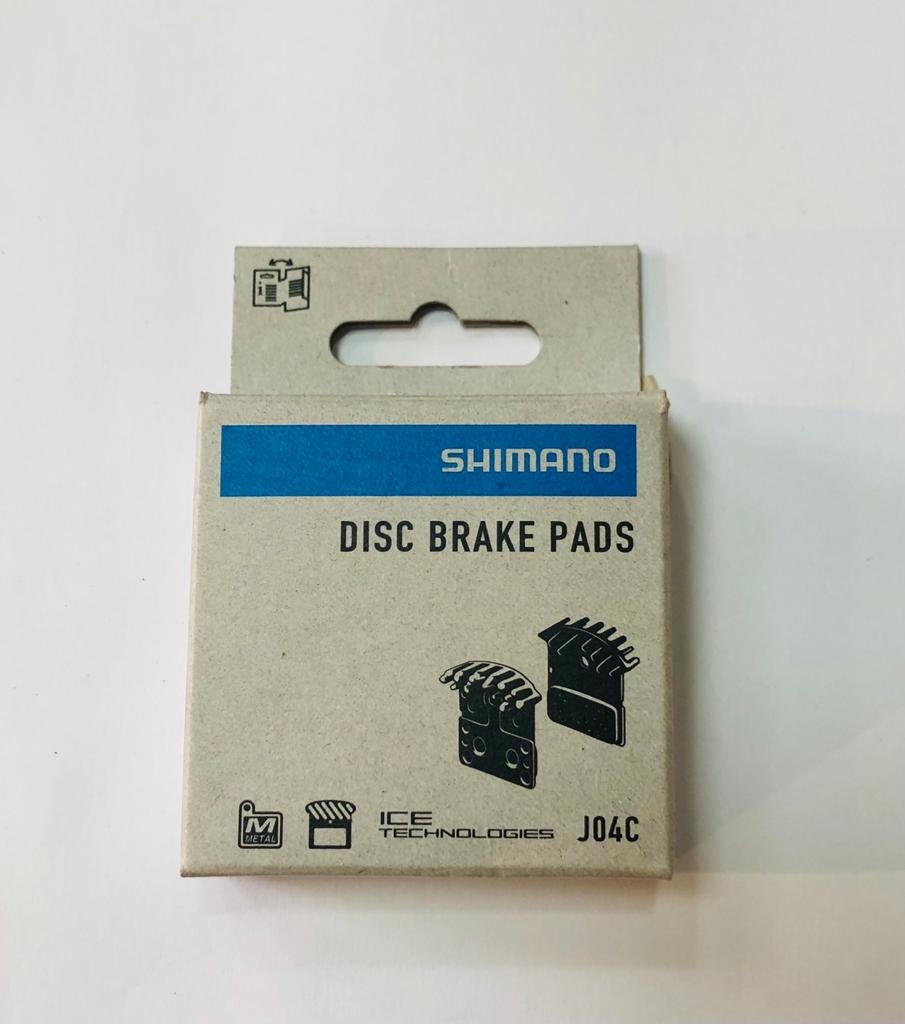 i
SHIMANO
DISC BRAKE PADS
M
METAL
ICE
TECHNOLOGIES
J04C